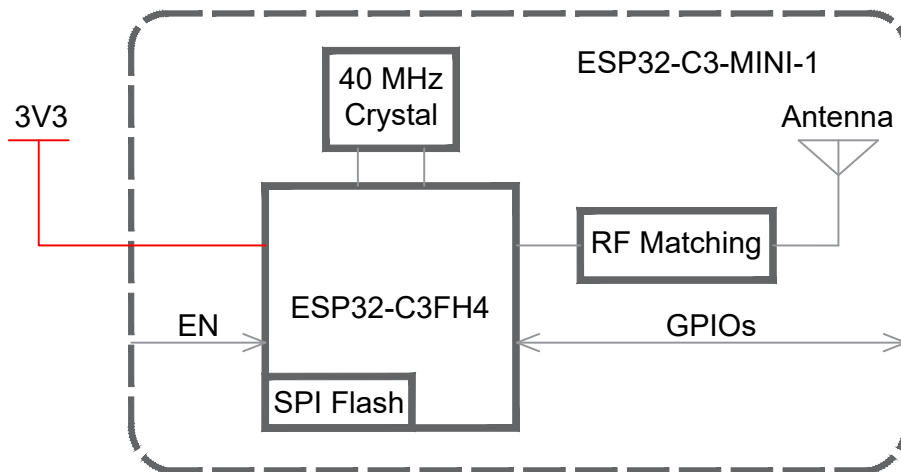 ESP32-C3-MINI-1
40 MHz
Crystal
3V3
Antenna
RF Matching
ESP32-C3FH4
EN
GPIOs
SPI Flash